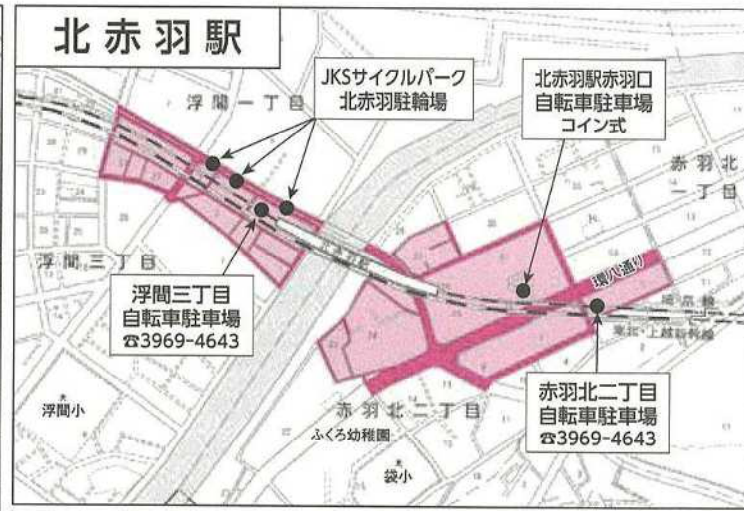 北赤羽駅
JKSサイクルパーク
北赤羽駐輪場
北赤羽駅赤羽口
自転車駐車場
コイン式
浮間一丁目
赤羽北
一丁目
浮間三丁目
環八通り
浮間三丁目
自転車駐車場
☎3969-4643
埼京線
東北・上越新幹線
赤羽北二丁目
自転車駐車場
☎3969-4643
浮間小
赤羽北二丁目
ふくろ幼稚園
袋小